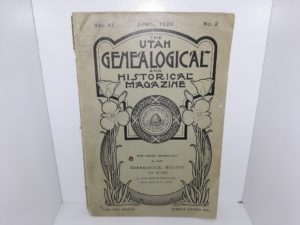 VOL. XI. APRIL, 1920 No. 2
THE
UTAH
GENEALOGICAL
AND
HISTORICAL
MAGAZINE
PUBLISHED QUARTERLY
BY THE
GENEALOGICAL SOCIETY
OF UTAH